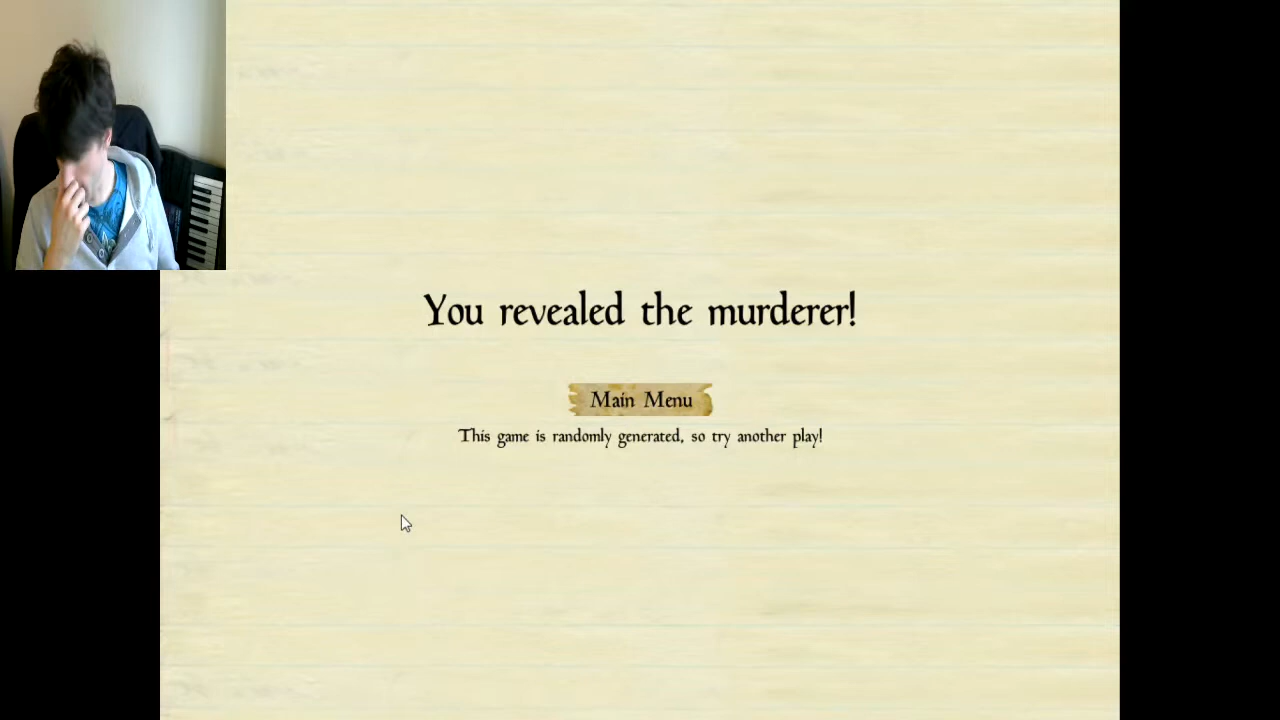 You revealed the murderer!
Main Menu
This game is randomly generated, so try another play!